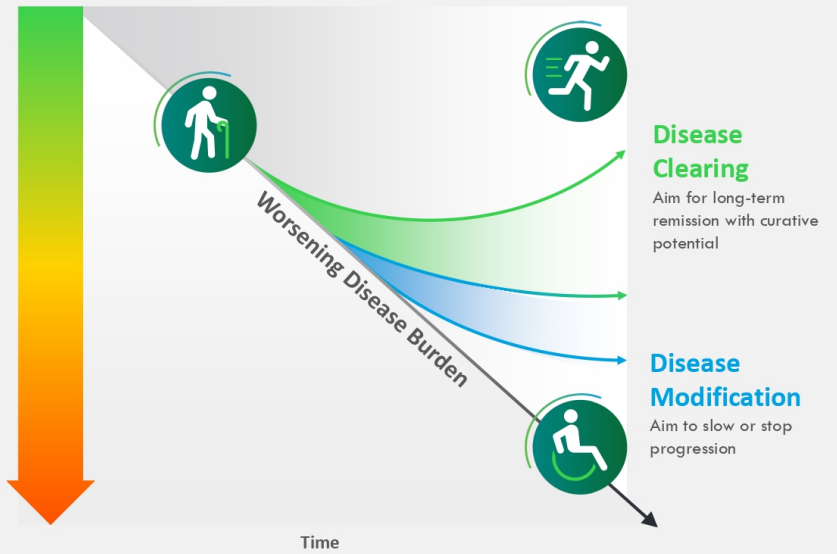 Disease
Clearing
Aim for long-term
remission with curative
potential
Worsening Disease Burden
Disease
Modification
Aim to slow or stop
progression
Time